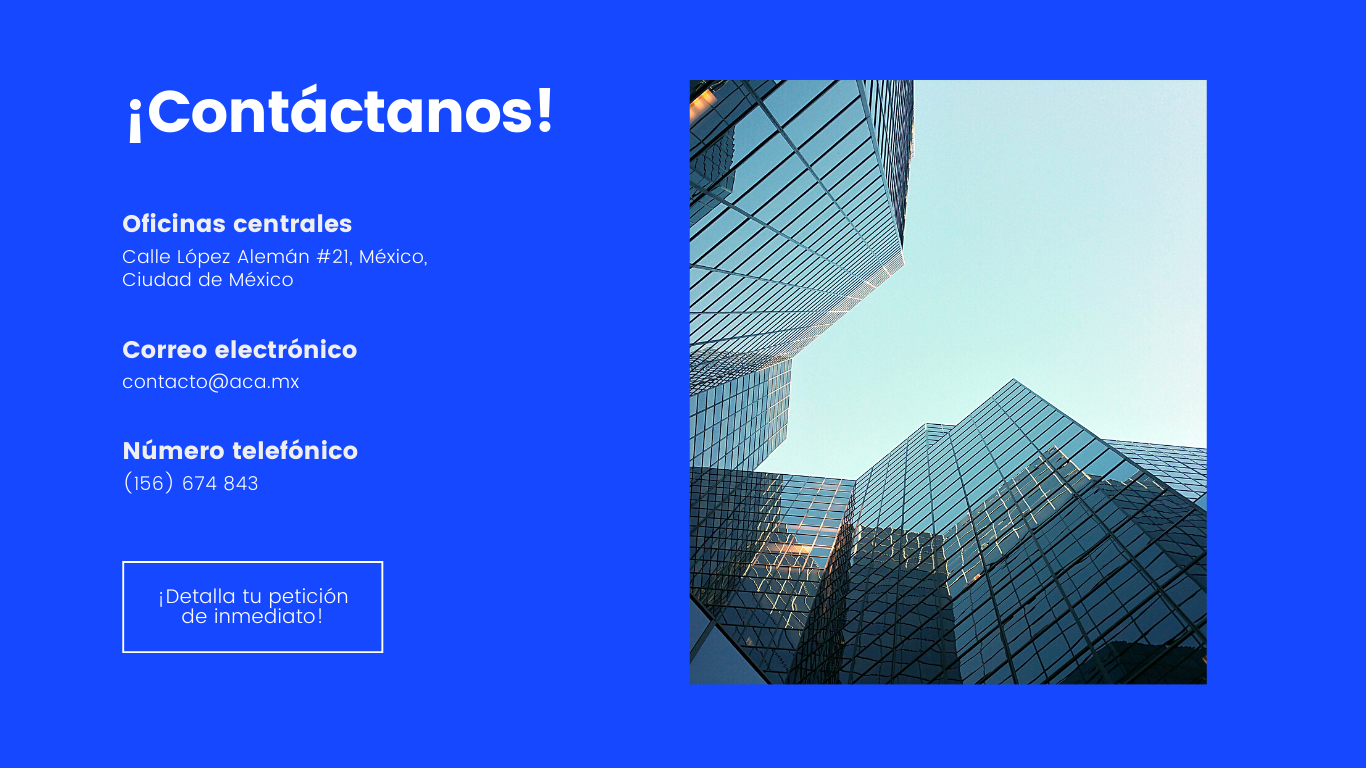 ¡Contáctanos!
Oficinas centrales
Calle López Alemán #21, México,
Ciudad de México
Correo electrónico
contacto@aca.mx
Número telefónico
(156) 674 843
¡Detalla tu petición
de inmediato!